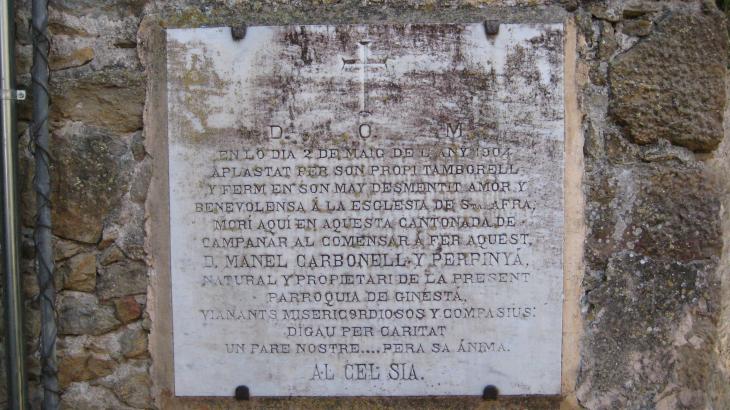 D. O. M.
EN LO DIA 2 DE MAIG DE L'ANY 1904
APLASTAT PER SON PROPI TAMBORELL
Y FERM EN SON MAY DESMENTIT AMOR Y
BENEVOLENSA Á LA ESGLESIA DE STA AFRA,
MORÍ AQUÍ EN AQUESTA CANTONADA DE
CAMPANAR AL COMENSAR Á FER AQUEST,
D. MANEL CARBONELL Y PERPINYÁ,
NATURAL Y PROPIETARI DE LA PRESENT
PARROQUIA DE GINESTÁ,
VIANANTS MISERICORDIOSOS Y COMPASIUS:
DIGAU PER CARITAT
UN PARE NOSTRE.... PERA SA ÁNIMA.
AL CEL SIA.